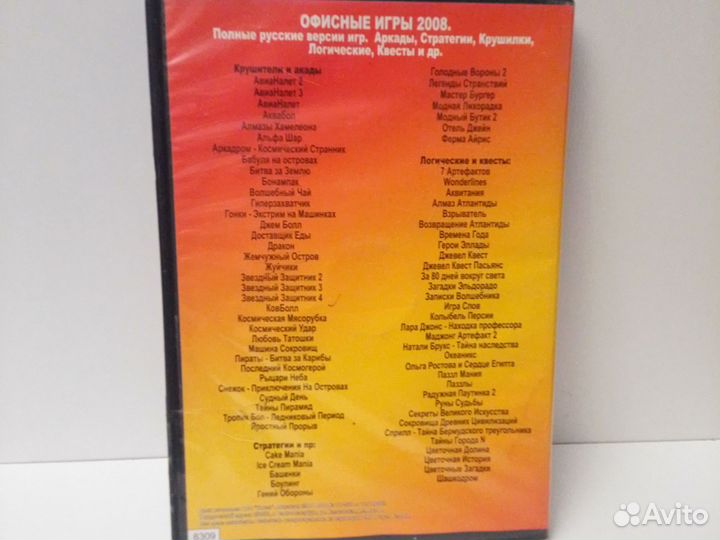 ОФИСНЫЕ ИГРЫ 2008.
Полные русские версии игр. Аркады, Стратегии, Крушилки,
Логические, Квесты и др.
Крушители и акады
АвиаНалет 2
АвиаНалет 3
АвиаНалет
Аквабол
Алмазы Хамелеона
Альфа Шар
Аркадром - Космический Странник
Бабуля на островах
Битва за Землю
Бонампак
Волшебный Чай
Гиперзахватчик
Гонки - Экстрим на Машинках
Джем Болл
Доставщик Еды
Дракон
Жемчужный Остров
Жуйчики
Звездный Защитник 2
Звездный Защитник 3
Звездный Защитник 4
КовБолл
Космическая Мясорубка
Космический Удар
Любовь Татошки
Машина Сокровищ
Пираты - Битва за Карибы
Последний Космогерой
Рыцари Неба
Снежок - Приключения На Островах
Судный День
Тайны Пирамид
Тропик Бол - Ледниковый Период
Яростный Прорыв
Стратегии и пр:
Cake Mania
Ice Cream Mania
Башенки
Боулинг
Гений Обороны
Голодные Вороны 2
Легенды Странствий
Мастер Бургер
Модная Лихорадка
Модный Бутик 2
Отель Джейн
Ферма Айрис
Логические и квесты:
7 Артефактов
Wonderlines
Аквитания
Алмаз Атлантиды
Взрыватель
Возвращение Атлантиды
Времена Года
Герои Эллады
Джевел Квест
Джевел Квест Пасьянс
За 80 дней вокруг света
Загадки Эльдорадо
Записки Волшебника
Игра Слов
Колыбель Персии
Лара Джонс - Находка профессора
Маджонг Артефакт 2
Натали Брукс - Тайна наследства
Океаникс
Ольга Ростова и Сердце Египта
Паззл Мания
Паззлы
Радужная Паутинка 2
Руны Судьбы
Секреты Великого Искусства
Сокровища Древних Цивилизаций
Сприлл - Тайна Бермудского треугольника
Тайны Города N
Цветочная Долина
Цветочная История
Цветочные Загадки
Шашкодром
6309
Avito